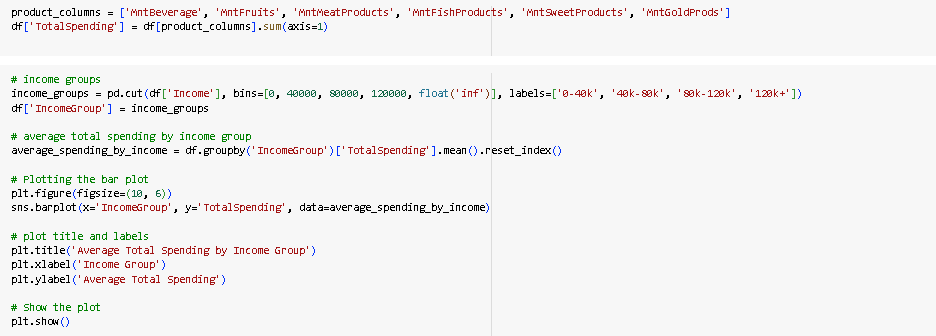 product_columns = ['MntBeverage', 'MntFruits', 'MntMeatProducts', 'MntFishProducts', 'MntSweetProducts', 'MntGoldProds']
df['TotalSpending'] = df[product_columns].sum(axis=1)
# income groups
income_groups = pd.cut(df['Income'], bins=[0, 40000, 80000, 120000, float('inf')], labels=['0-40k', '40k-80k', '80k-120k', '120k+'])
df['IncomeGroup'] = income_groups
# average total spending by income group
average_spending_by_income = df.groupby('IncomeGroup')['TotalSpending'].mean().reset_index()
# Plotting the bar plot
plt.figure(figsize=(10, 6))
sns.barplot(x='IncomeGroup', y='TotalSpending', data=average_spending_by_income)
# plot title and labels
plt.title('Average Total Spending by Income Group')
plt.xlabel('Income Group')
plt.ylabel('Average Total Spending')
# Show the plot
plt.show()